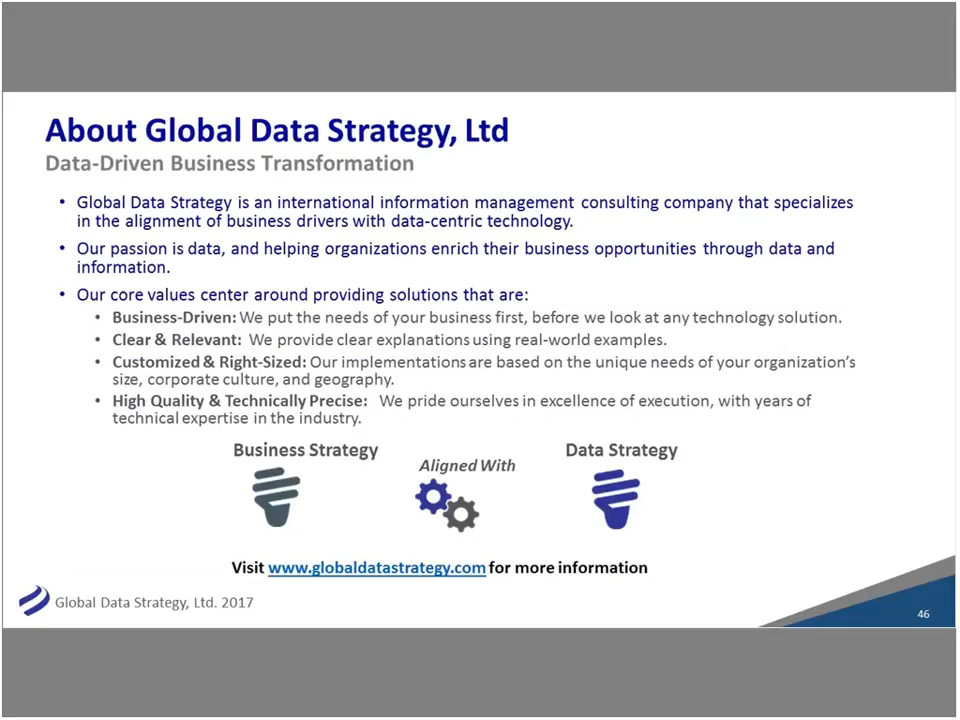 About Global Data Strategy, Ltd
Data-Driven Business Transformation
• Global Data Strategy is an international information management consulting company that specializes
in the alignment of business drivers with data-centric technology.
• Our passion is data, and helping organizations enrich their business opportunities through data and
information.
• Our core values center around providing solutions that are:
• Business-Driven: We put the needs of your business first, before we look at any technology solution.
• Clear & Relevant: We provide clear explanations using real-world examples.
• Customized & Right-Sized: Our implementations are based on the unique needs of your organization's
size, corporate culture, and geography.
• High Quality & Technically Precise: We pride ourselves in excellence of execution, with years of
technical expertise in the industry.
Business Strategy
Aligned With
Data Strategy
Visit www.globaldatastrategy.com for more information
Global Data Strategy, Ltd. 2017
46